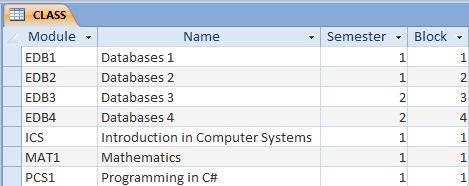 CLASS
Module Name Semester Block
EDB1 Databases 1 1 1
EDB2 Databases 2 1 2
EDB3 Databases 3 2 3
EDB4 Databases 4 2 4
ICS Introduction in Computer Systems 1 1
MAT1 Mathematics 1 1
PCS1 Programming in C# 1 1